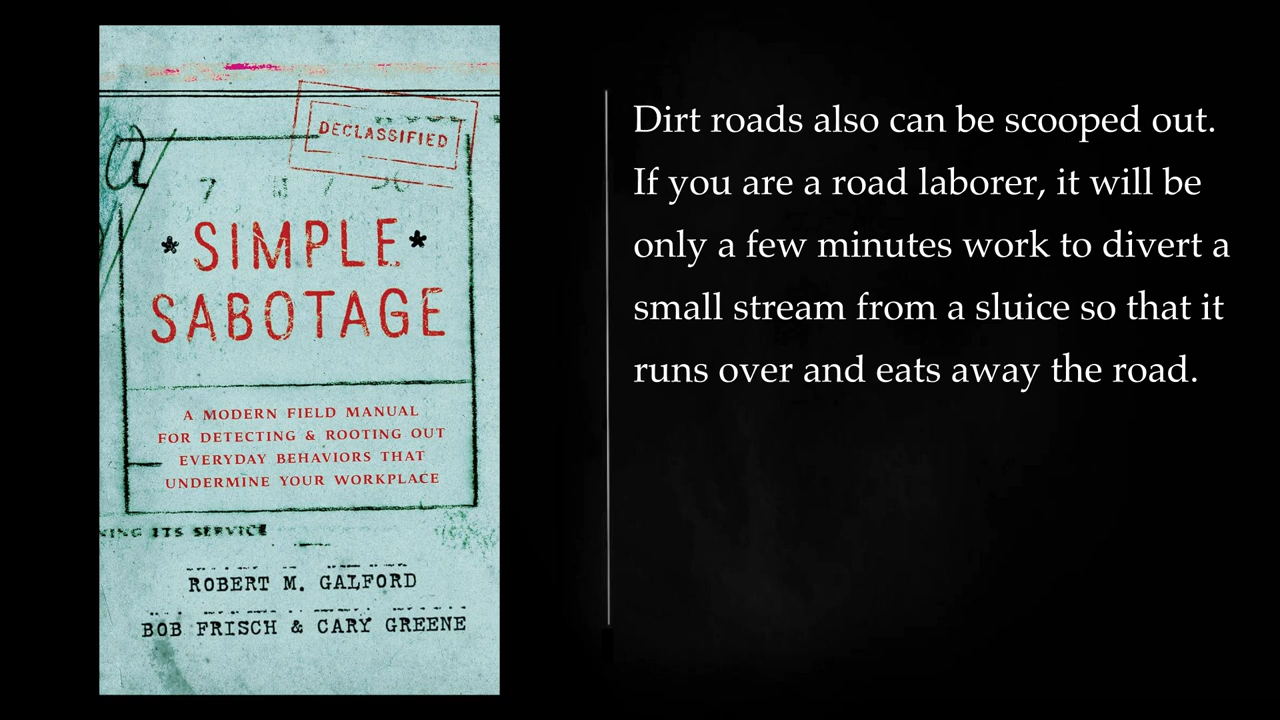 DECLASSIFIED
*SIMPLE*
SABOTAGE
A MODERN FIELD MANUAL
FOR DETECTING & ROOTING OUT
EVERYDAY BEHAVIORS THAT
UNDERMINE YOUR WORKPLACE
ITS SERVICE
ROBERT M. GALFORD
BOB FRISCH & CARY GREENE
Dirt roads also can be scooped out.
If you are a road laborer, it will be
only a few minutes work to divert a
small stream from a sluice so that it
runs over and eats away the road.